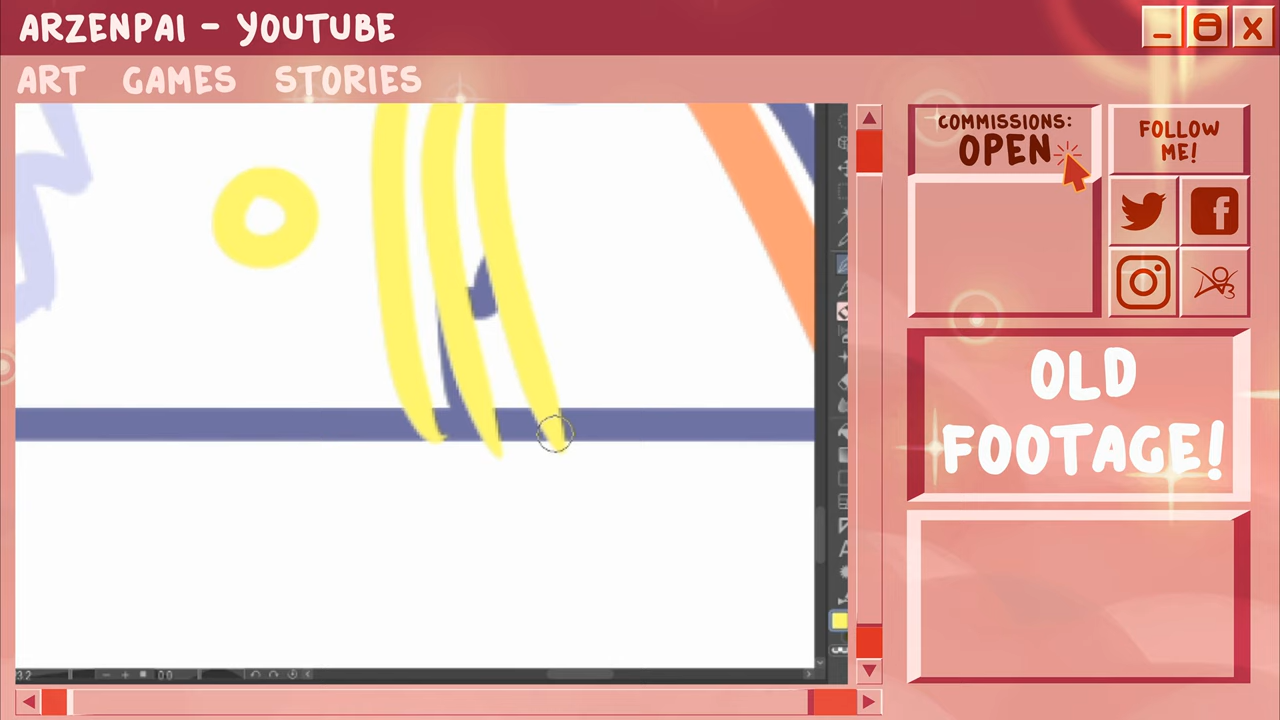 ARZENPAI - YOUTUBE
ART GAMES STORIES
COMMISSIONS:
OPEN
FOLLOW
ME!
OLD
FOOTAGE!